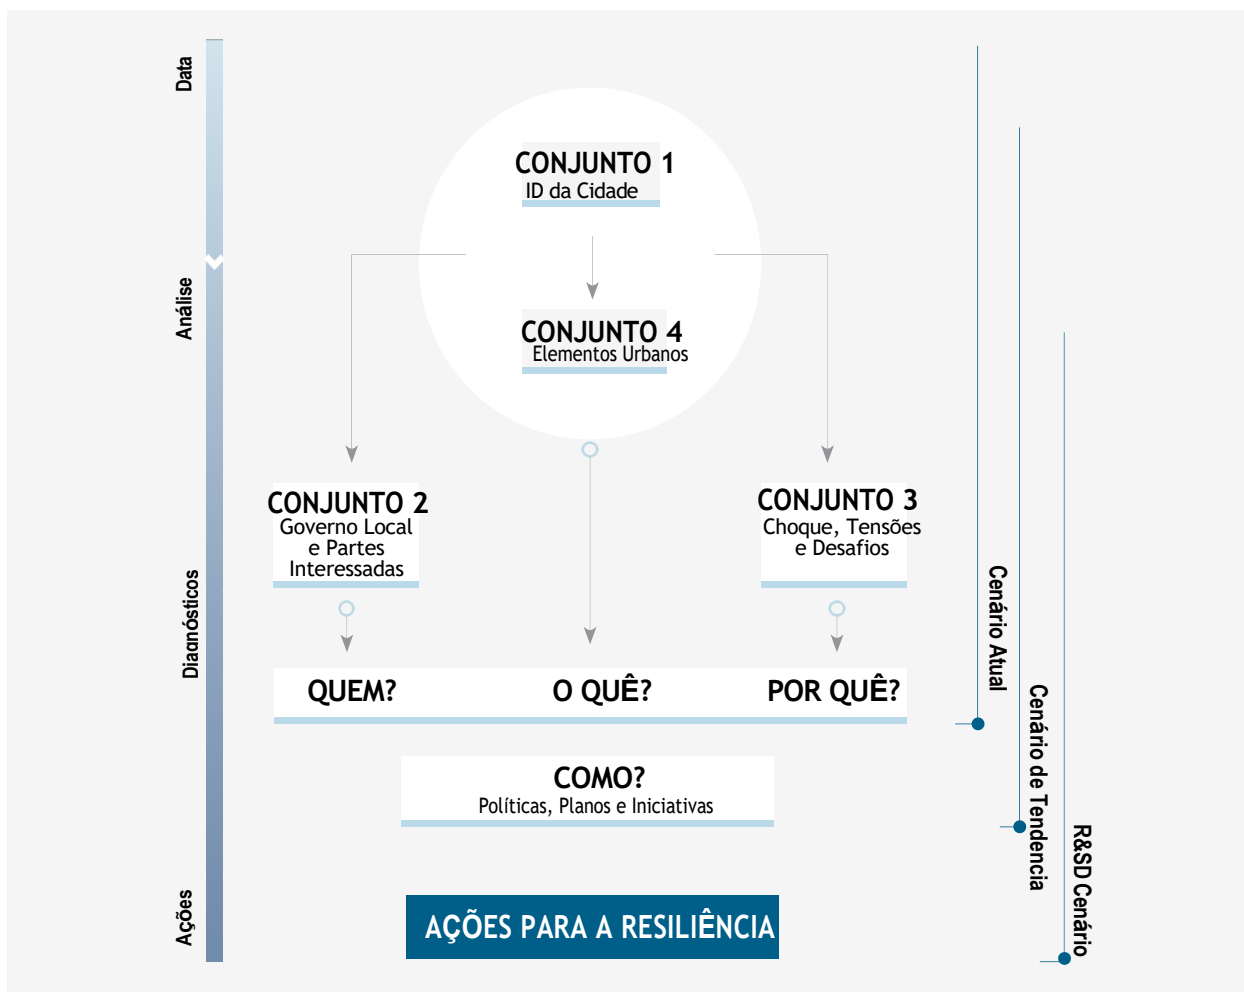 Data
Análise
Diagnósticos
Ações
CONJUNTO 1
ID da Cidade
CONJUNTO 4
Elementos Urbanos
CONJUNTO 2
Governo Local
e Partes
Interessadas
CONJUNTO 3
Choque, Tensões
e Desafios
QUEM?
O QUÊ?
POR QUÊ?
COMO?
Políticas, Planos e Iniciativas
AÇÕES PARA A RESILIÊNCIA
Cenário Atual
Cenário de Tendencia
R&SD Cenário